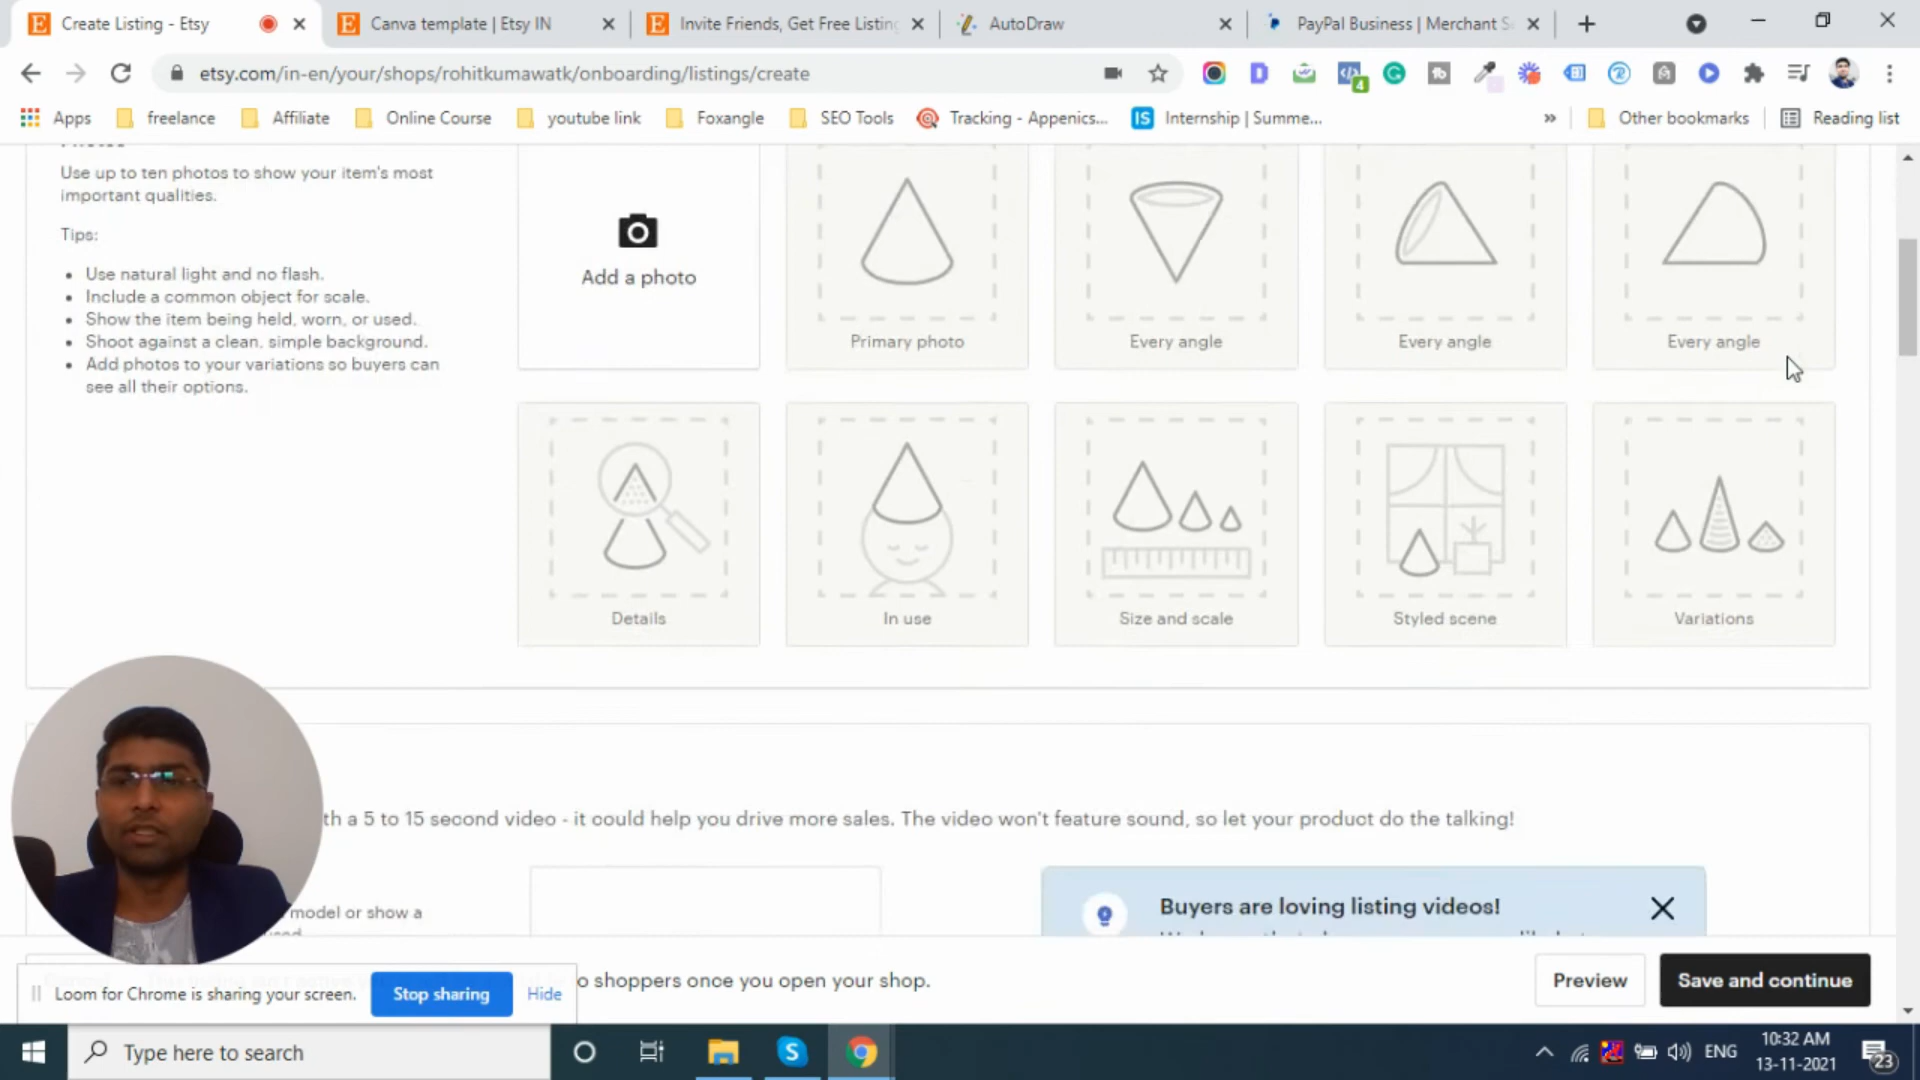 Create Listing - Etsy
Canva template | Etsy IN
Invite Friends, Get Free Listing
AutoDraw
PayPal Business | Merchant S
etsy.com/in-en/your/shops/rohitkumawatk/onboarding/listings/create
Apps
freelance
Affiliate
Online Course
youtube link
Foxangle
SEO Tools
Tracking - Appenics...
Internship | Summe...
»
Other bookmarks
Reading list
Photos
Use up to ten photos to show your item's most
important qualities.
Tips:
Use natural light and no flash.
Include a common object for scale.
Show the item being held, worn, or used.
Shoot against a clean, simple background.
Add photos to your variations so buyers can
see all their options.
Add a photo
Primary photo
Every angle
Every angle
Every angle
Details
In use
Size and scale
Styled scene
Variations
th a 5 to 15 second video - it could help you drive more sales. The video won't feature sound, so let your product do the talking!
model or show a
Buyers are loving listing videos!
o shoppers once you open your shop.
Preview
Save and continue
Loom for Chrome is sharing your screen.
Stop sharing
Hide
Type here to search
ENG
10:32 AM
13-11-2021
23